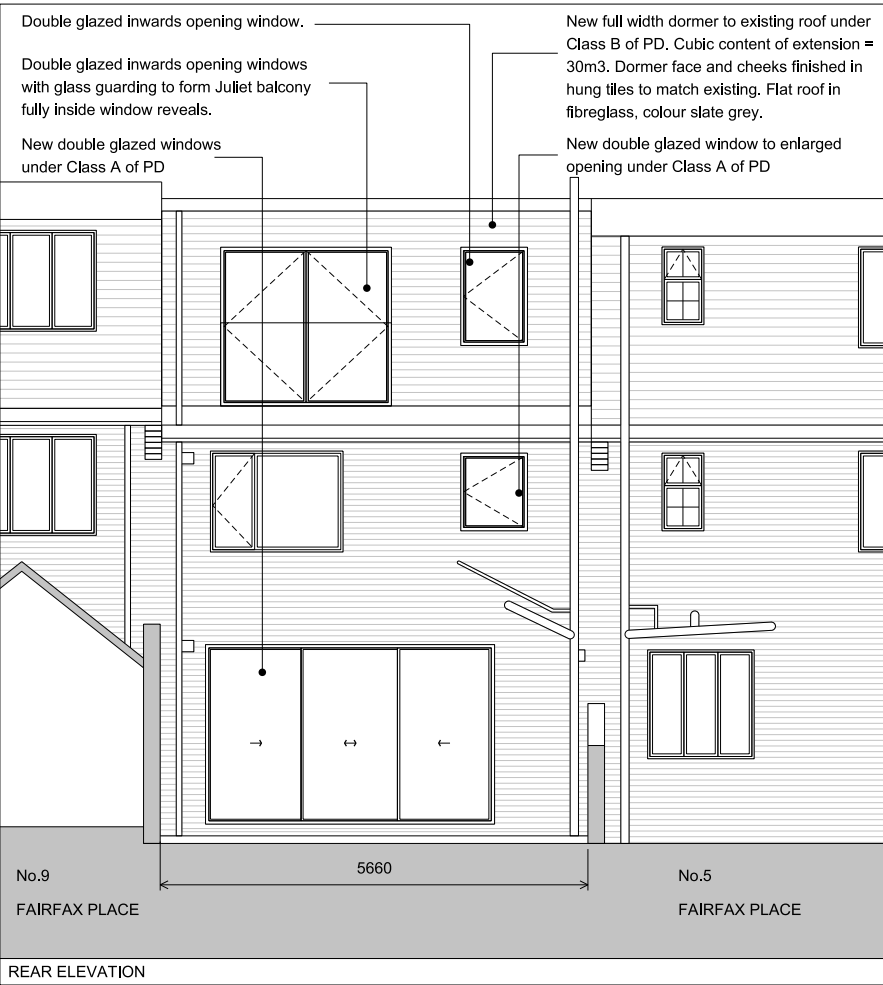 Double glazed inwards opening window.
Double glazed inwards opening windows
with glass guarding to form Juliet balcony
fully inside window reveals.
New double glazed windows
under Class A of PD
New full width dormer to existing roof under
Class B of PD. Cubic content of extension =
30m3. Dormer face and cheeks finished in
hung tiles to match existing. Flat roof in
fibreglass, colour slate grey.
New double glazed window to enlarged
opening under Class A of PD
No.9
FAIRFAX PLACE
5660
No.5
FAIRFAX PLACE
REAR ELEVATION